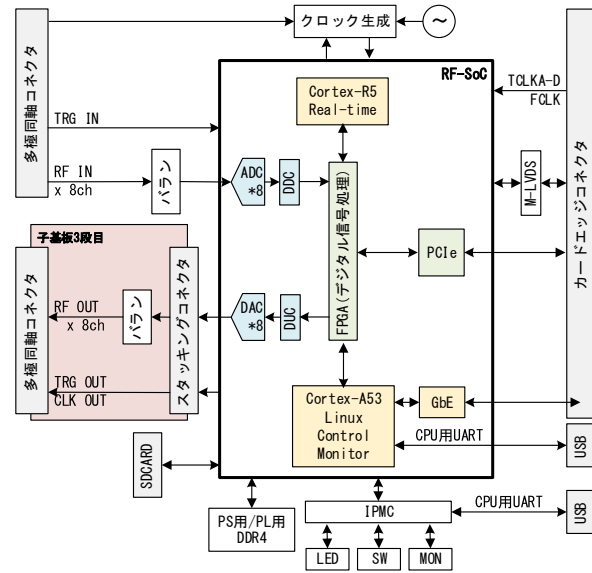 クロック生成
～
多極同軸コネクタ
RF-SoC
Cortex-R5
Real-time
TCLKA-D
FCLK
TRG IN
RF IN
x 8ch
バラン
ADC
*8
DDC
FPGA(デジタル信号処理)
M-LVDS
カードエッジコネクタ
PCIe
子基板3段目
多極同軸コネクタ
RF OUT
x 8ch
バラン
スタッキングコネクタ
DAC
*8
DUC
TRG OUT
CLK OUT
Cortex-A53
Linux
Control
Monitor
GbE
CPU用UART
USB
SDCARD
PS用/PL用
DDR4
IPMC
CPU用UART
USB
LED
SW
MON